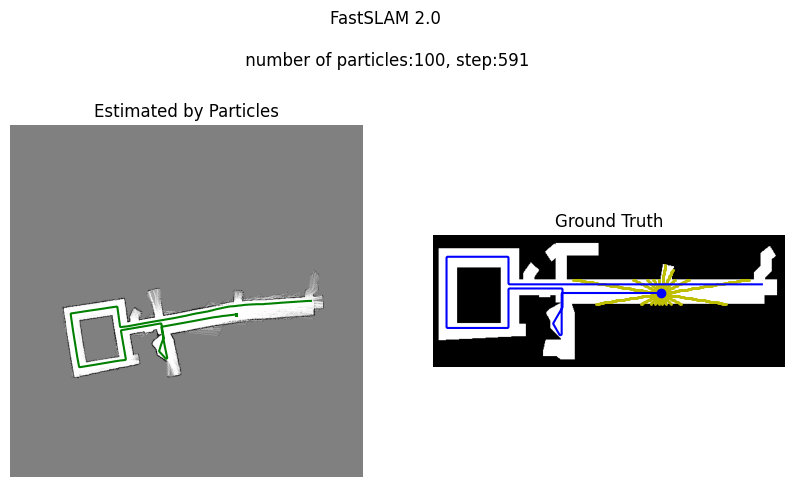 FastSLAM 2.0
number of particles:100, step:591
Estimated by Particles
Ground Truth